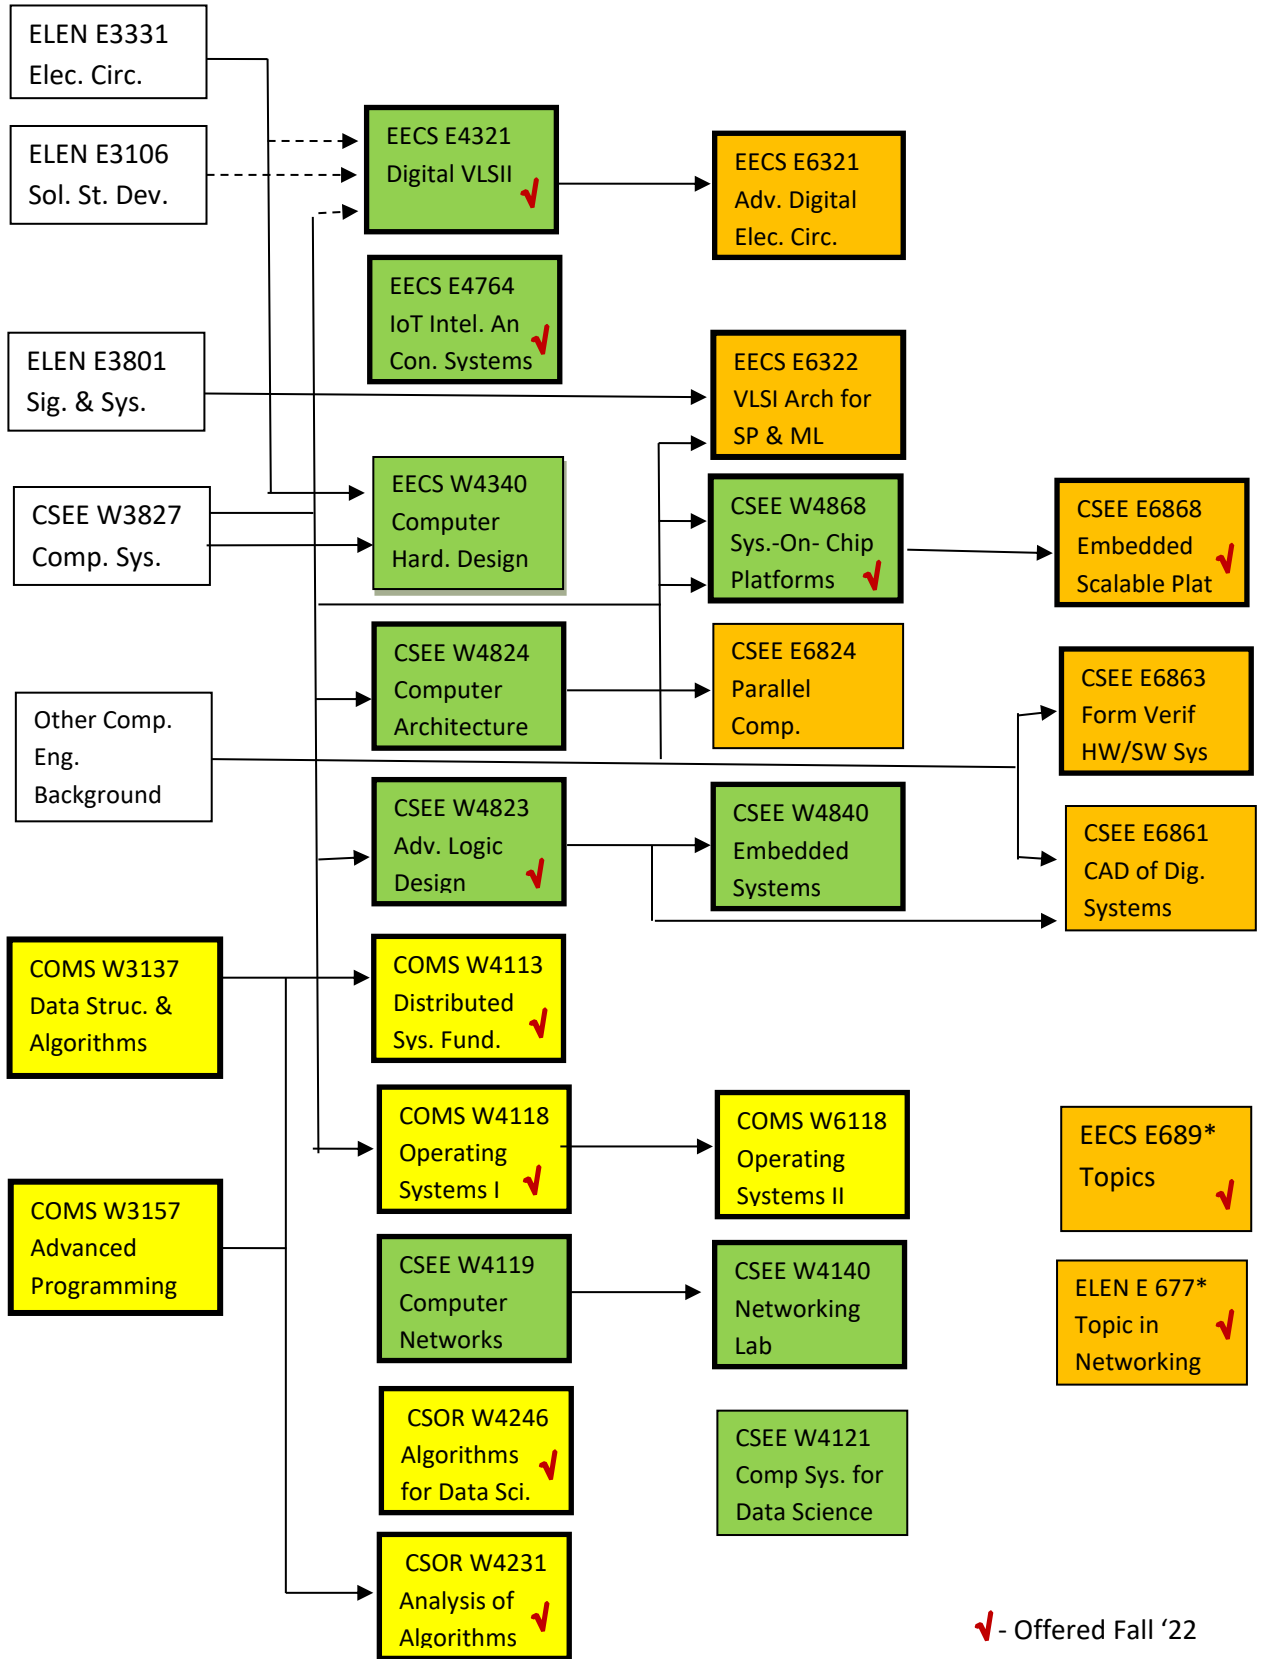 ELEN E3331
Elec. Circ.
ELEN E3106
Sol. St. Dev.
EECS E4321
Digital VLSII
√
EECS E6321
Adv. Digital
Elec. Circ.
EECS E4764
IoT Intel. An
Con. Systems
√
ELEN E3801
Sig. & Sys.
EECS E6322
VLSI Arch for
SP & ML
CSEE W3827
Comp. Sys.
EECS W4340
Computer
Hard. Design
CSEE W4868
Sys.-On- Chip
Platforms √
CSEE E6868
Embedded
Scalable Plat
√
CSEE W4824
Computer
Architecture
CSEE E6824
Parallel
Comp.
CSEE E6863
Form Verif
HW/SW Sys
Other Comp.
Eng.
Background
CSEE W4823
Adv. Logic
Design
√
CSEE W4840
Embedded
Systems
CSEE E6861
CAD of Dig.
Systems
COMS W3137
Data Struc. &
Algorithms
COMS W4113
Distributed
Sys. Fund.
√
COMS W4118
Operating
Systems I
√
COMS W6118
Operating
Systems II
EECS E689*
Topics
√
COMS W3157
Advanced
Programming
CSEE W4119
Computer
Networks
CSEE W4140
Networking
Lab
ELEN E 677*
Topic in
Networking
√
CSOR W4246
Algorithms
for Data Sci.
√
CSEE W4121
Comp Sys. for
Data Science
CSOR W4231
Analysis of
Algorithms
√
√ - Offered Fall ‘22